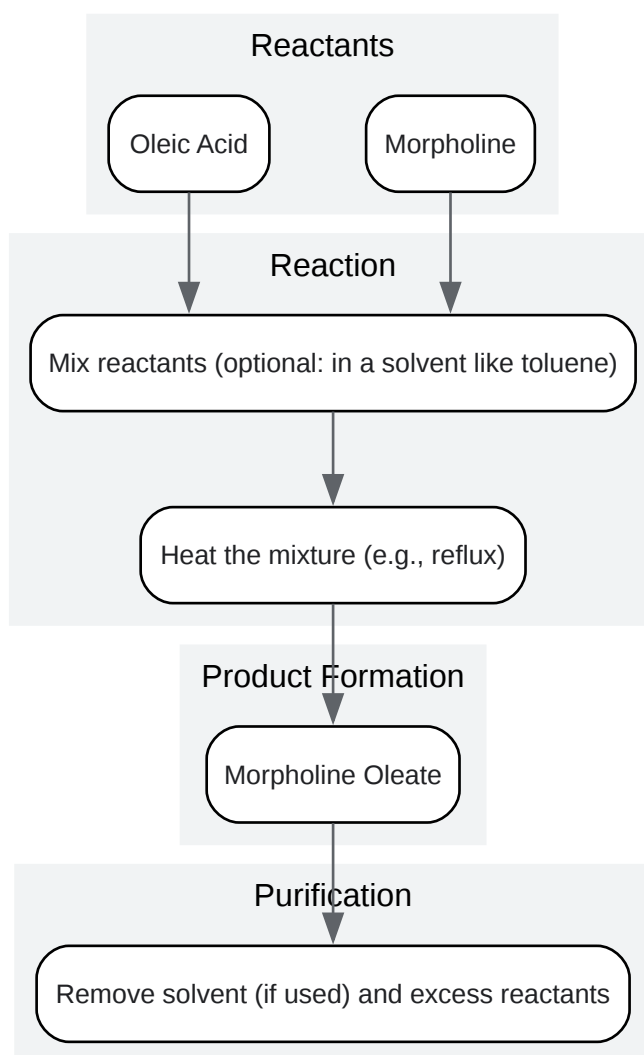 Reactants
Oleic Acid
Morpholine
Reaction
Mix reactants (optional: in a solvent like toluene)
Heat the mixture (e.g., reflux)
Product Formation
Morpholine Oleate
Purification
Remove solvent (if used) and excess reactants